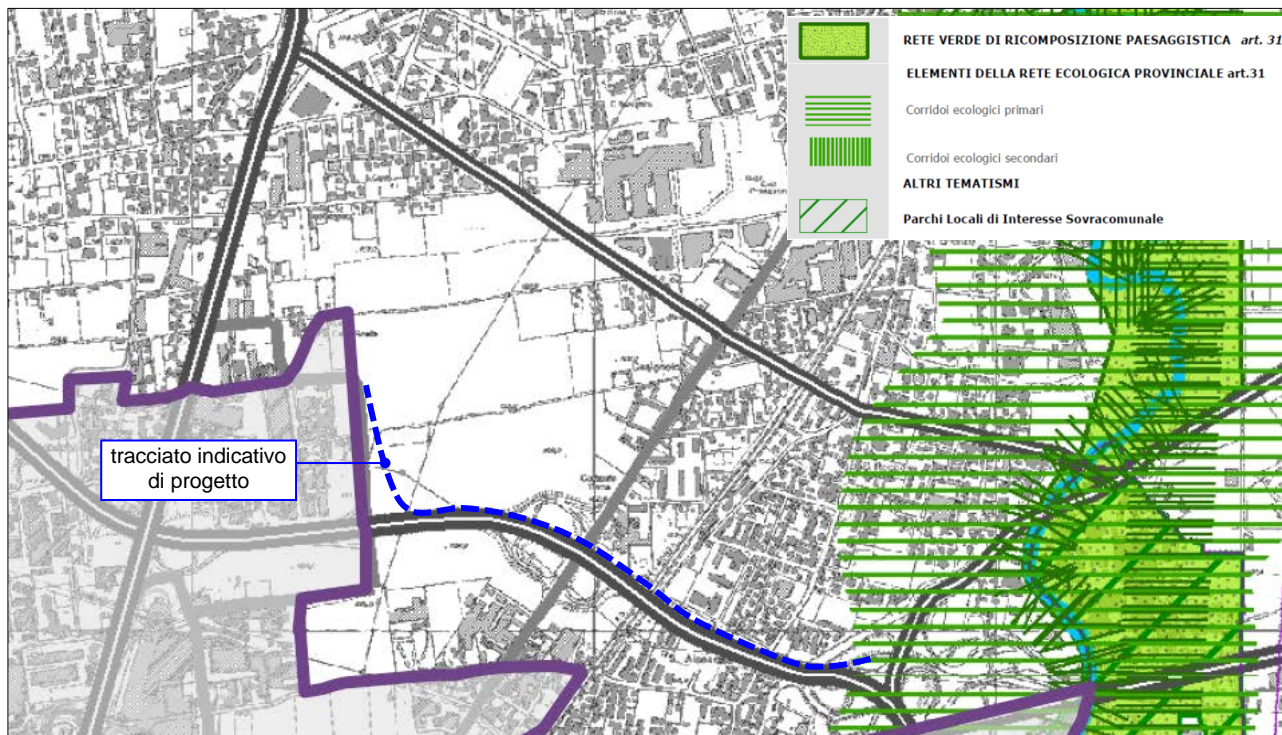 RETE VERDE DI RICOMPOSIZIONE PAESAGGISTICA art. 31
ELEMENTI DELLA RETE ECOLOGICA PROVINCIALE art.31
Corridoi ecologici primari
Corridoi ecologici secondari
ALTRI TEMATISMI
Parchi Locali di Interesse Sovracomunale
tracciato indicativo
di progetto